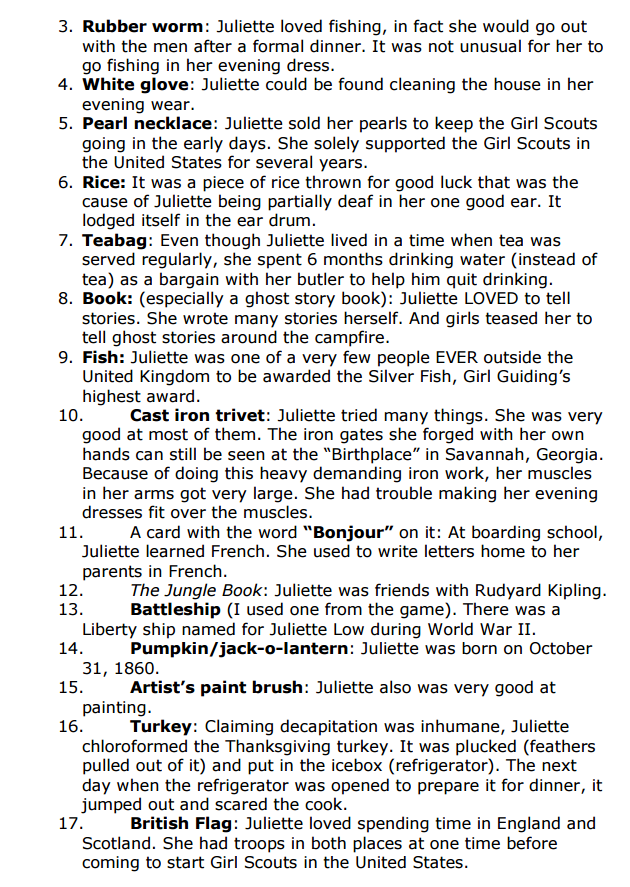 3. Rubber worm: Juliette loved fishing, in fact she would go out
with the men after a formal dinner. It was not unusual for her to
go fishing in her evening dress.
4. White glove: Juliette could be found cleaning the house in her
evening wear.
5. Pearl necklace: Juliette sold her pearls to keep the Girl Scouts
going in the early days. She solely supported the Girl Scouts in
the United States for several years.
6. Rice: It was a piece of rice thrown for good luck that was the
cause of Juliette being partially deaf in her one good ear. It
lodged itself in the ear drum.
7. Teabag: Even though Juliette lived in a time when tea was
served regularly, she spent 6 months drinking water (instead of
tea) as a bargain with her butler to help him quit drinking.
8. Book: (especially a ghost story book): Juliette LOVED to tell
stories. She wrote many stories herself. And girls teased her to
tell ghost stories around the campfire.
9. Fish: Juliette was one of a very few people EVER outside the
United Kingdom to be awarded the Silver Fish, Girl Guiding's
highest award.
10. Cast iron trivet: Juliette tried many things. She was very
good at most of them. The iron gates she forged with her own
hands can still be seen at the "Birthplace" in Savannah, Georgia.
Because of doing this heavy demanding iron work, her muscles
in her arms got very large. She had trouble making her evening
dresses fit over the muscles.
11. A card with the word "Bonjour" on it: At boarding school,
Juliette learned French. She used to write letters home to her
parents in French.
12. The Jungle Book: Juliette was friends with Rudyard Kipling.
13. Battleship (I used one from the game). There was a
Liberty ship named for Juliette Low during World War II.
14. Pumpkin/jack-o-lantern: Juliette was born on October
31, 1860.
15. Artist's paint brush: Juliette also was very good at
painting.
16. Turkey: Claiming decapitation was inhumane, Juliette
chloroformed the Thanksgiving turkey. It was plucked (feathers
pulled out of it) and put in the icebox (refrigerator). The next
day when the refrigerator was opened to prepare it for dinner, it
jumped out and scared the cook.
17. British Flag: Juliette loved spending time in England and
Scotland. She had troops in both places at one time before
coming to start Girl Scouts in the United States.